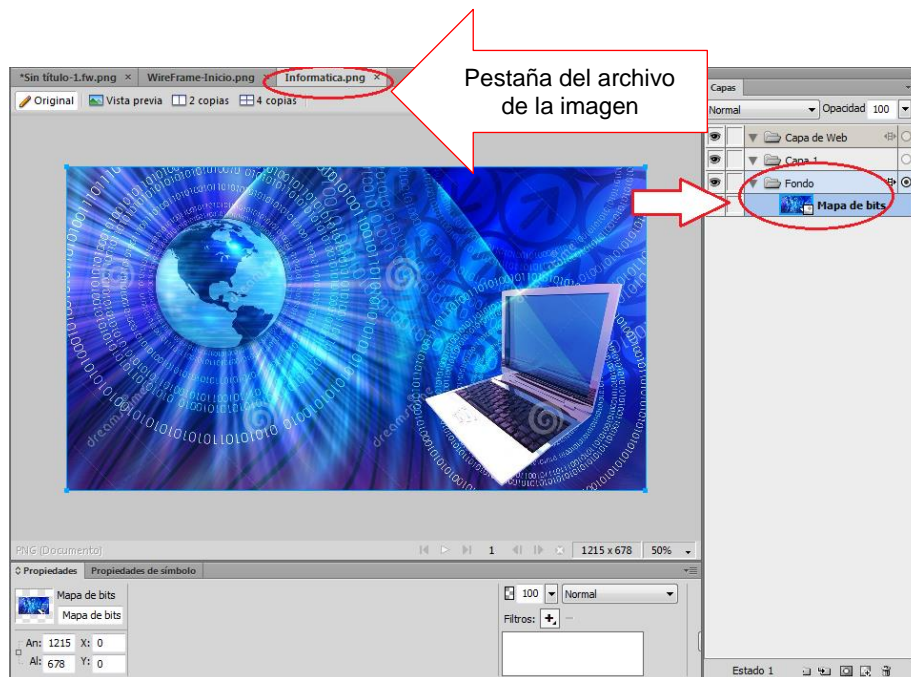 *Sin título-1.fw.png × WireFrame-Inicio.png × Informatica.png ×
Pestaña del archivo
de la imagen
Original Vista previa 2 copias 4 copias
Capas
Normal Opacidad 100
Capa de Web
Capa 1
Fondo
Mapa de bits
dreamstime
PNG (Documento) 1 1215 x 678 50%
Propiedades Propiedades de símbolo
Mapa de bits
Mapa de bits
100 Normal
Filtros: + −
An: 1215 X: 0
Al: 678 Y: 0
Estado 1